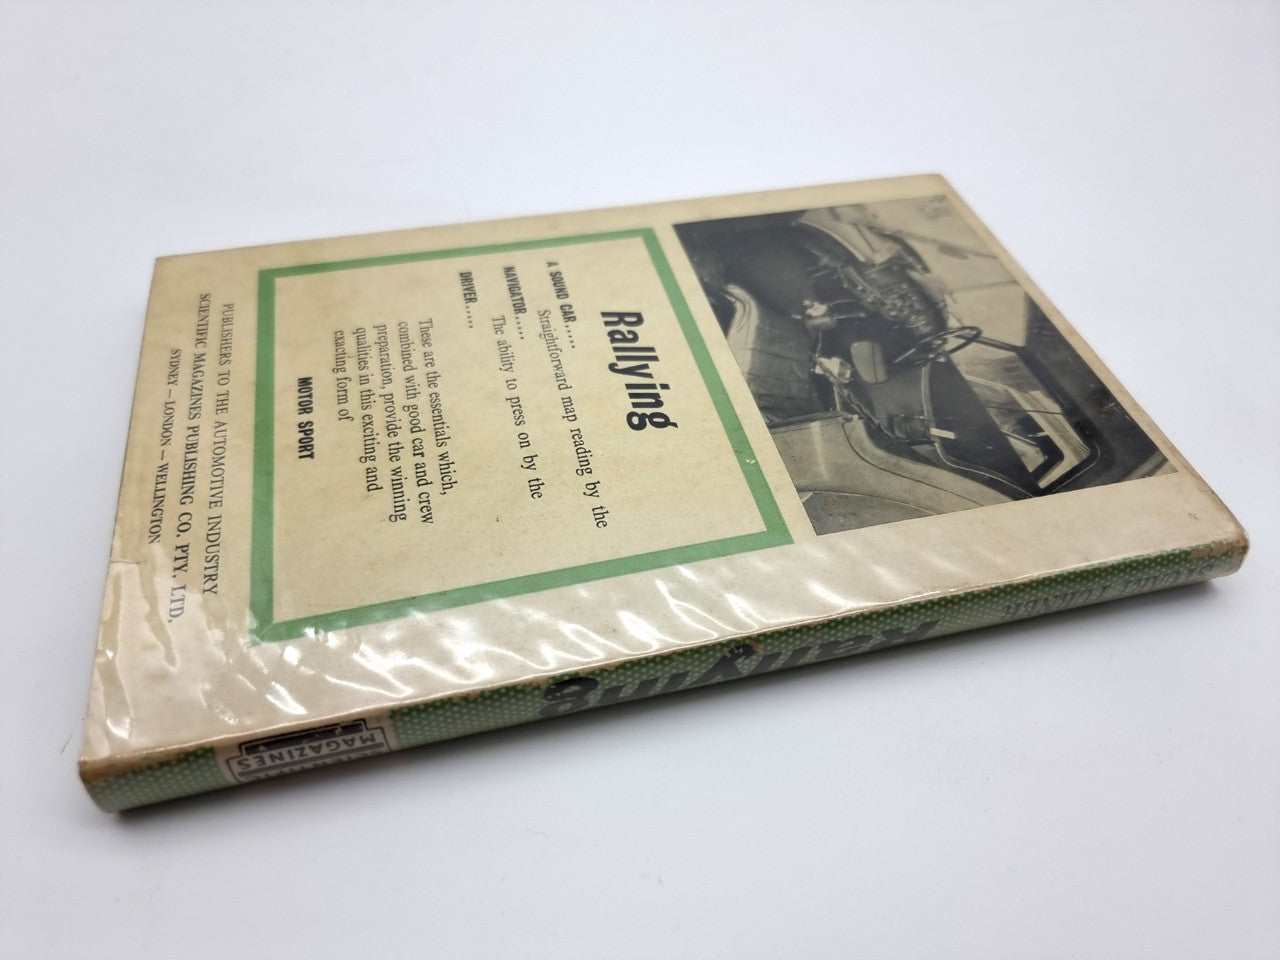 Rallying
A SOUND CAR.....
Straightforward map reading by the
NAVIGATOR.....
The ability to press on by the
DRIVER.....
These are the essentials which,
combined with good car and crew
preparation, provide the winning
qualities in this exciting and
exacting form of
MOTOR SPORT
PUBLISHERS TO THE AUTOMOTIVE INDUSTRY
SCIENTIFIC MAGAZINES PUBLISHING CO. PTY. LTD.
SYDNEY — LONDON — WELLINGTON
Rallying
SCIENTIFIC
MAGAZINES